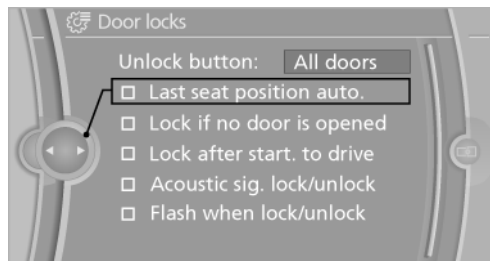 Door locks
Unlock button: All doors
Last seat position auto.
Lock if no door is opened
Lock after start. to drive
Acoustic sig. lock/unlock
Flash when lock/unlock